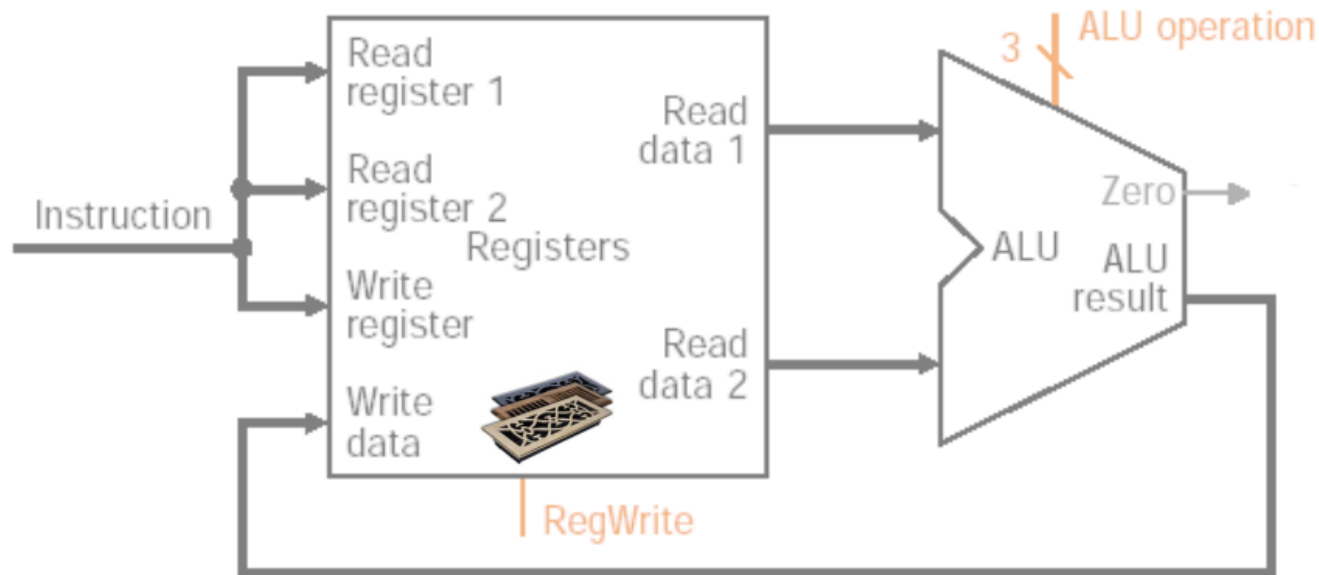 ALU operation
3
Read
register 1
Read
data 1
Read
register 2
Zero
Instruction
Registers
ALU
ALU
result
Write
register
Read
data 2
Write
data
RegWrite